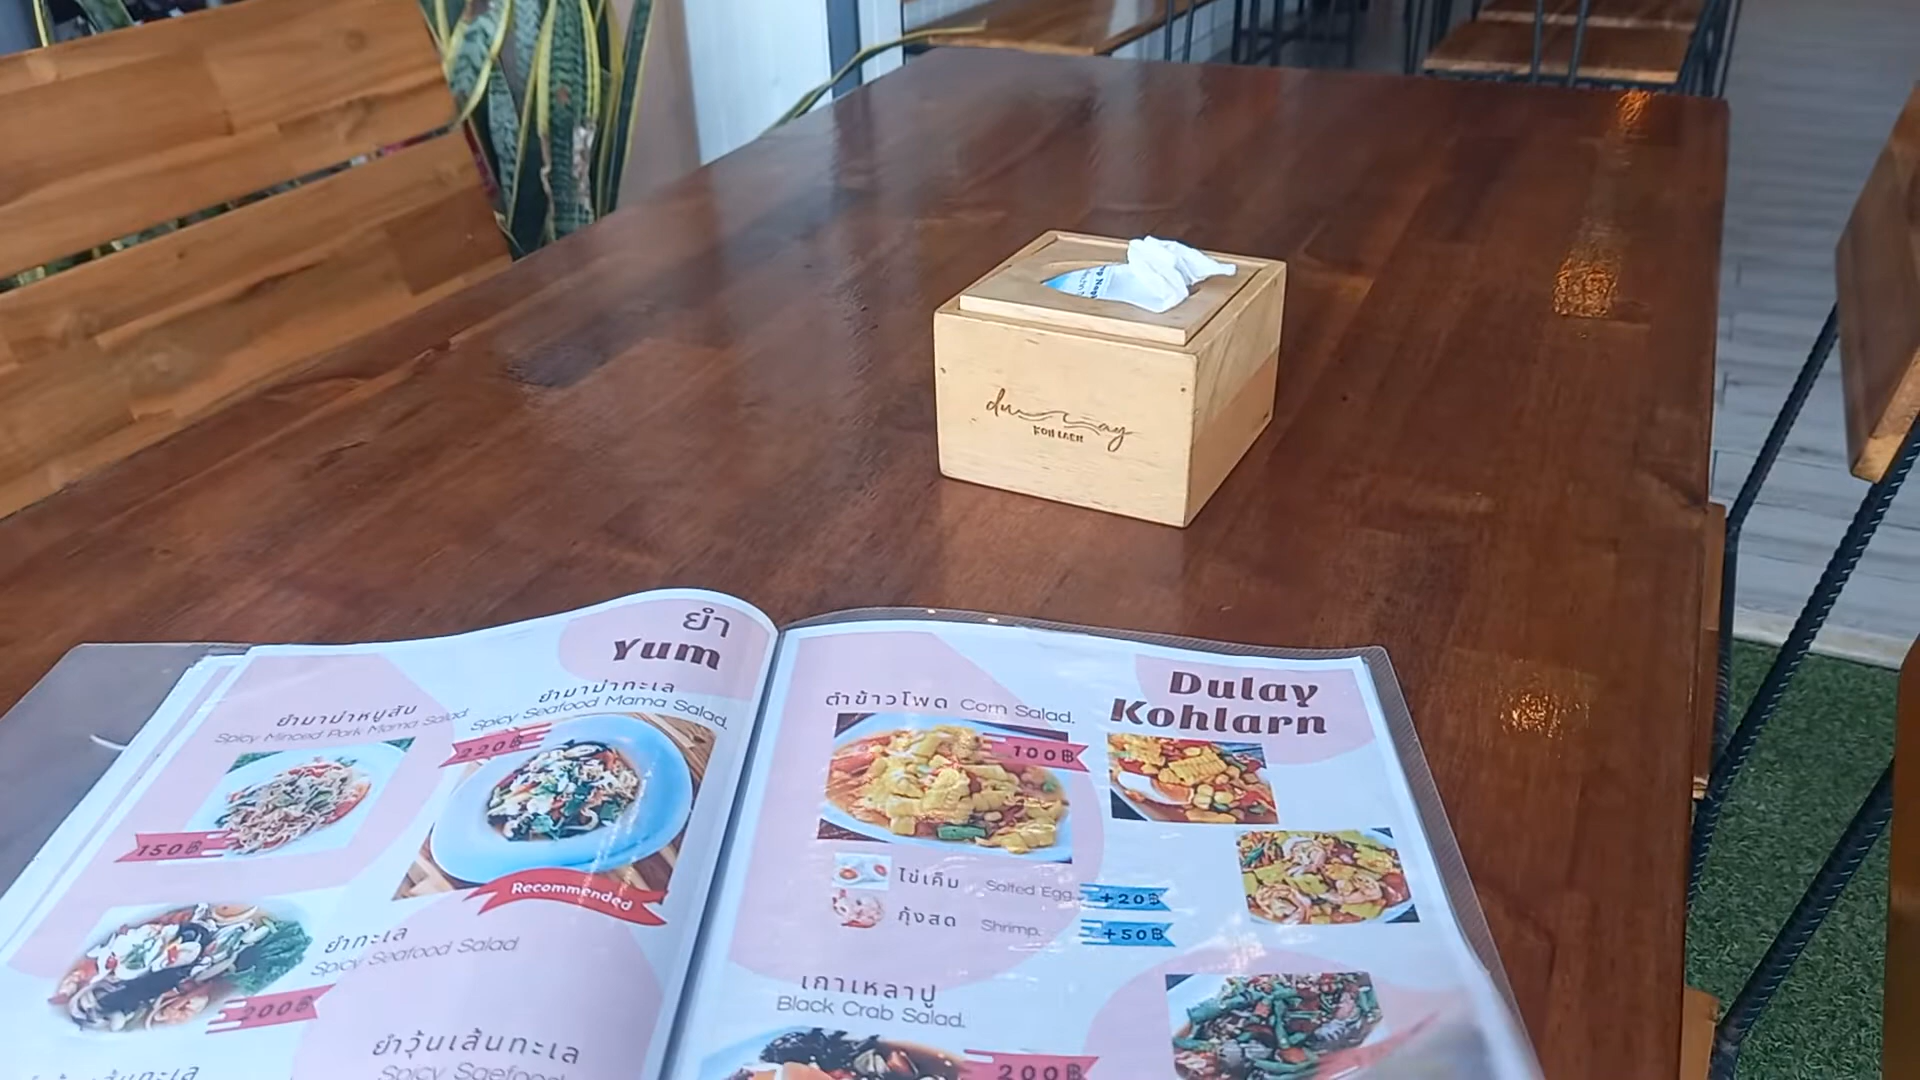 KOH LARN
ยำ
Yum
ยำมาม่าหมูสับ
Spicy Minced Pork Mama Salad
150฿
ยำมาม่าทะเล
Spicy Seafood Mama Salad.
220฿
Recommended
ยำทะเล
Spicy Seafood Salad
200฿
ยำวุ้นเส้นทะเล
Spicy Saefood
Dulay
Kohlarn
ตำข้าวโพด Corn Salad.
100฿
ไข่เค็ม Salted Egg. +20฿
กุ้งสด Shrimp. +50฿
เกาเหลาปู
Black Crab Salad.
200฿